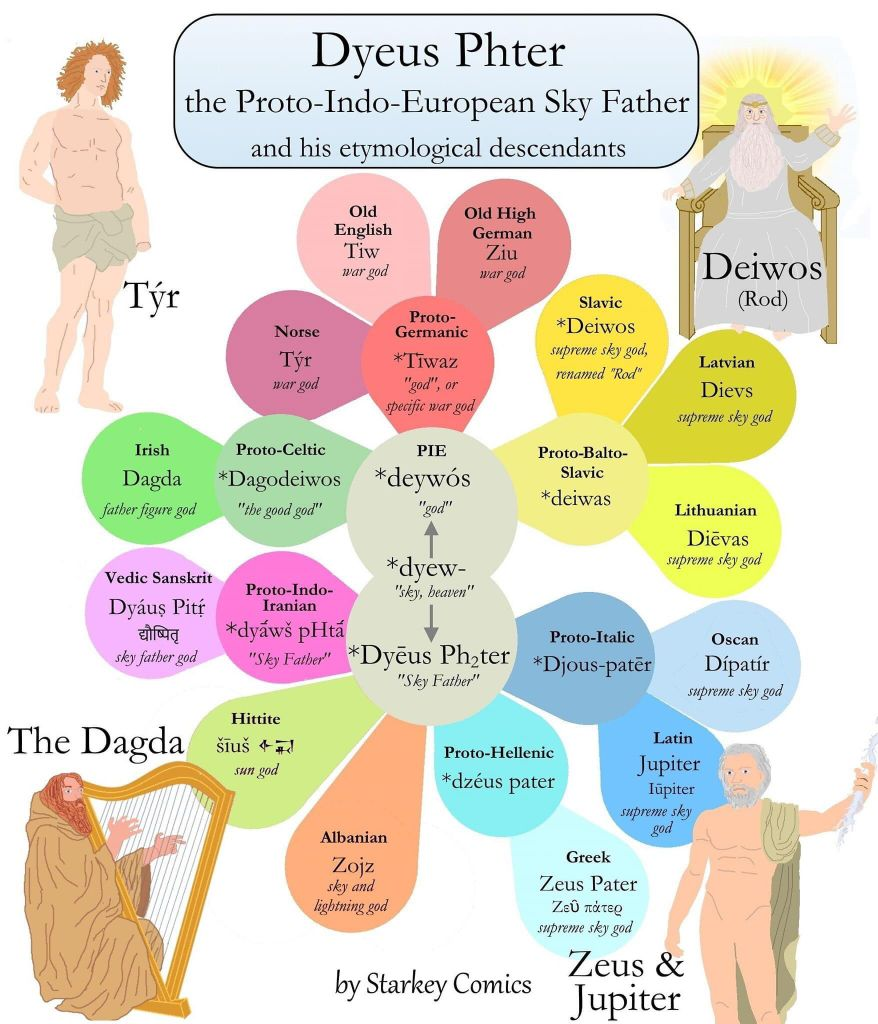 Dyeus Phter
the Proto-Indo-European Sky Father
and his etymological descendants
Týr
Deiwos
(Rod)
Old
English
Tiw
war god
Old High
German
Ziu
war god
Norse
Týr
war god
Proto-
Germanic
*Tīwaz
"god", or
specific war god
Slavic
*Deiwos
supreme sky god,
renamed "Rod"
Latvian
Dievs
supreme sky god
Irish
Dagda
father figure god
Proto-Celtic
*Dagodeiwos
"the good god"
PIE
*deywós
"god"
*dyew-
"sky, heaven"
*Dyēus Ph₂ter
"Sky Father"
Proto-Balto-
Slavic
*deiwas
Lithuanian
Diēvas
supreme sky god
Vedic Sanskrit
Dyáuṣ Pitṛ́
द्यौष्पितृ
sky father god
Proto-Indo-
Iranian
*dyā́wš pHtā́
"Sky Father"
Proto-Italic
*Djous-patēr
Oscan
Dípatír
supreme sky god
Hittite
šīuš
sun god
Latin
Jupiter
Iūpiter
supreme sky
god
Proto-Hellenic
*dzéus pater
Albanian
Zojz
sky and
lightning god
Greek
Zeus Pater
Ζεῦ πάτερ
supreme sky god
The Dagda
Zeus &
Jupiter
by Starkey Comics